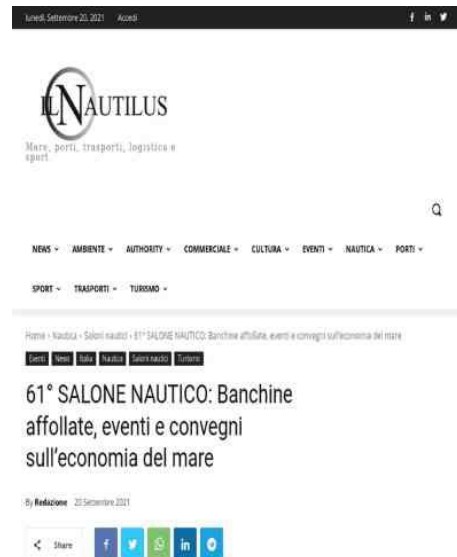 lunedì, Settembre 20, 2021 Accedi
IL NAUTILUS
Mare, porti, trasporti, logistica e
sport
NEWS AMBIENTE AUTHORITY COMMERCIALE CULTURA EVENTI NAUTICA PORTI
SPORT TRASPORTI TURISMO
Home › Nautica › Saloni nautici › 61° SALONE NAUTICO: Banchine affollate, eventi e convegni sull'economia del mare
Eventi News Italia Nautica Saloni nautici Turismo
61° SALONE NAUTICO: Banchine
affollate, eventi e convegni
sull'economia del mare
By Redazione 20 Settembre 2021
Share